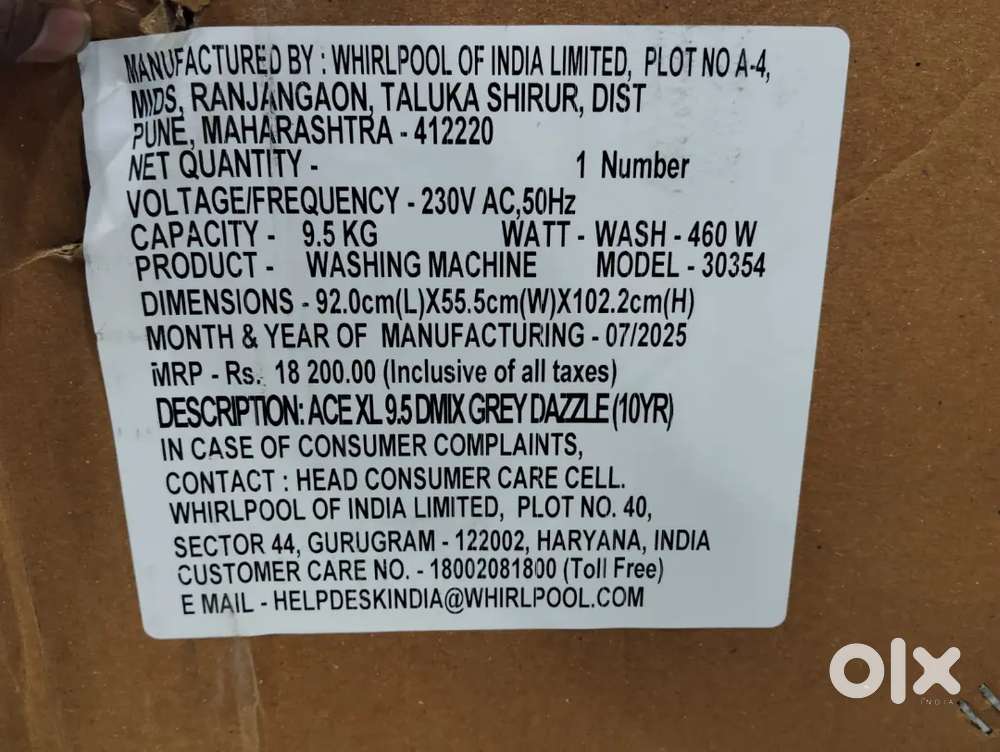 MANUFACTURED BY : WHIRLPOOL OF INDIA LIMITED, PLOT NO A-4,
MIDS, RANJANGAON, TALUKA SHIRUR, DIST
PUNE, MAHARASHTRA - 412220
NET QUANTITY - 1 Number
VOLTAGE/FREQUENCY - 230V AC,50Hz
CAPACITY - 9.5 KG WATT - WASH - 460 W
PRODUCT - WASHING MACHINE MODEL - 30354
DIMENSIONS - 92.0cm(L)X55.5cm(W)X102.2cm(H)
MONTH & YEAR OF MANUFACTURING - 07/2025
MRP - Rs. 18 200.00 (Inclusive of all taxes)
DESCRIPTION: ACE XL 9.5 DMIX GREY DAZZLE (10YR)
IN CASE OF CONSUMER COMPLAINTS,
CONTACT : HEAD CONSUMER CARE CELL.
WHIRLPOOL OF INDIA LIMITED, PLOT NO. 40,
SECTOR 44, GURUGRAM - 122002, HARYANA, INDIA
CUSTOMER CARE NO. - 18002081800 (Toll Free)
E MAIL - HELPDESKINDIA@WHIRLPOOL.COM
olx
INDIA